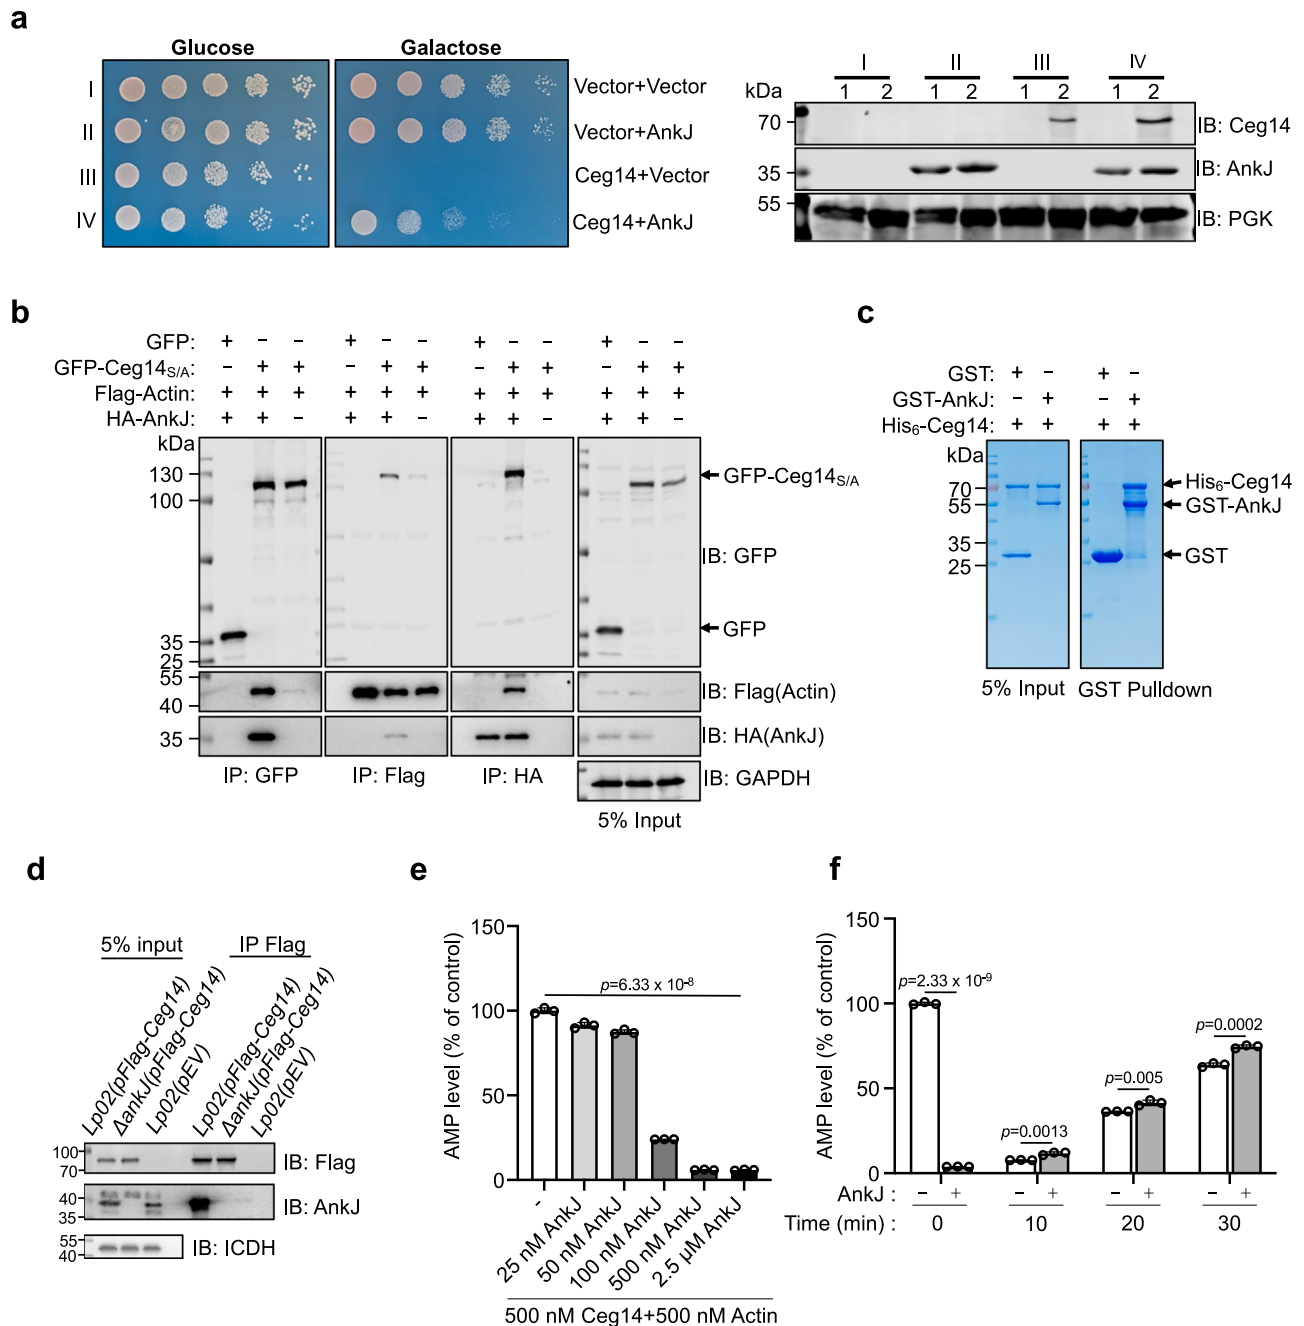 a
Glucose Galactose
I Vector+Vector
II Vector+AnkJ
III Ceg14+Vector
IV Ceg14+AnkJ
I II III IV
kDa 1 2 1 2 1 2 1 2
70 IB: Ceg14
35 IB: AnkJ
55 IB: PGK
b
GFP: + − − + − − + − − + − −
GFP-Ceg14S/A: − + + − + + − + + − + +
Flag-Actin: + + + + + + + + + + + +
HA-AnkJ: + + − + + − + + − + + −
kDa
130 GFP-Ceg14S/A
100
IB: GFP
GFP
35
25
55 IB: Flag(Actin)
40
35 IB: HA(AnkJ)
IP: GFP IP: Flag IP: HA IB: GAPDH
5% Input
c
GST: + − + −
GST-AnkJ: − + − +
His6-Ceg14: + + + +
kDa
70 His6-Ceg14
55 GST-AnkJ
35
25 GST
5% Input GST Pulldown
d
5% input IP Flag
Lp02(pFlag-Ceg14) ΔankJ(pFlag-Ceg14) Lp02(pEV) Lp02(pFlag-Ceg14) ΔankJ(pFlag-Ceg14) Lp02(pEV)
100 IB: Flag
70
40 IB: AnkJ
35
55 IB: ICDH
40
e
AMP level (% of control)
150
100
50
0
p=6.33 x 10-8
- 25 nM AnkJ 50 nM AnkJ 100 nM AnkJ 500 nM AnkJ 2.5 µM AnkJ
500 nM Ceg14+500 nM Actin
f
AMP level (% of control)
150
100
50
0
p=2.33 x 10-9
p=0.0013
p=0.005
p=0.0002
AnkJ : − + − + − + − +
Time (min) : 0 10 20 30